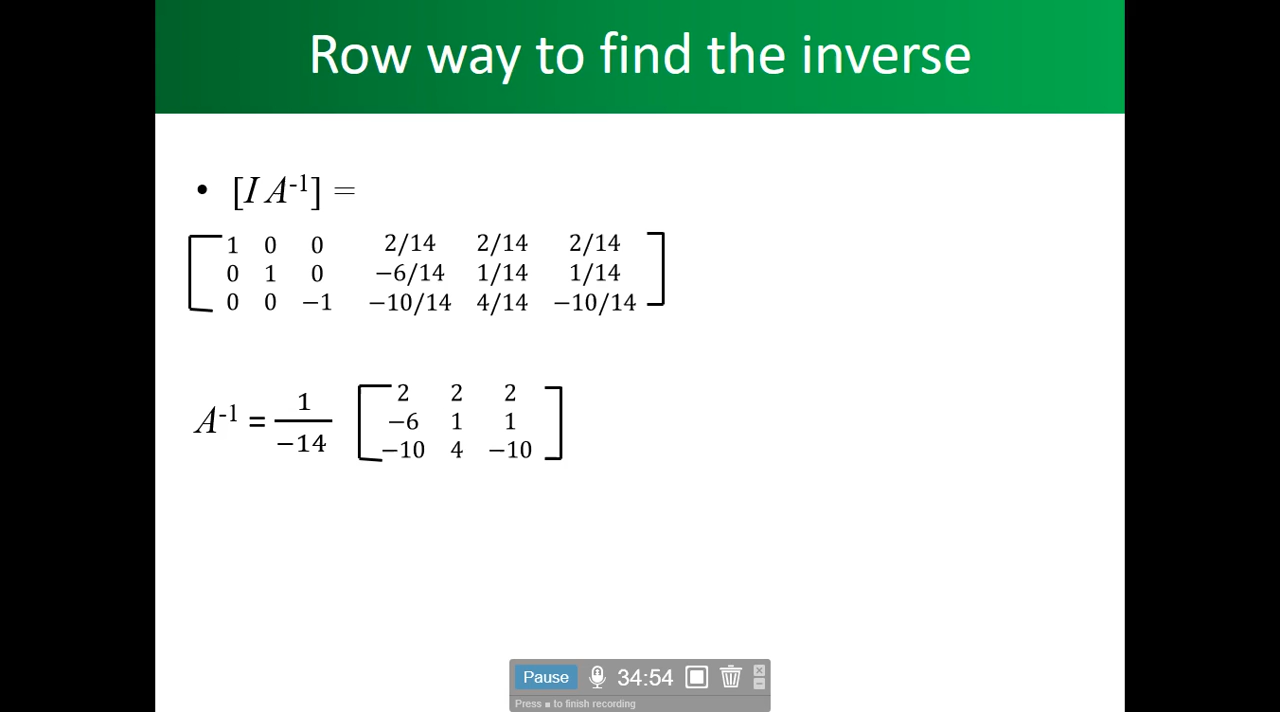 Row way to find the inverse
• [I A⁻¹] =
1 0 0 2/14 2/14 2/14
0 1 0 −6/14 1/14 1/14
0 0 −1 −10/14 4/14 −10/14
A⁻¹ = 1/−14 [2 2 2
−6 1 1
−10 4 −10]
Pause 34:54
Press ■ to finish recording